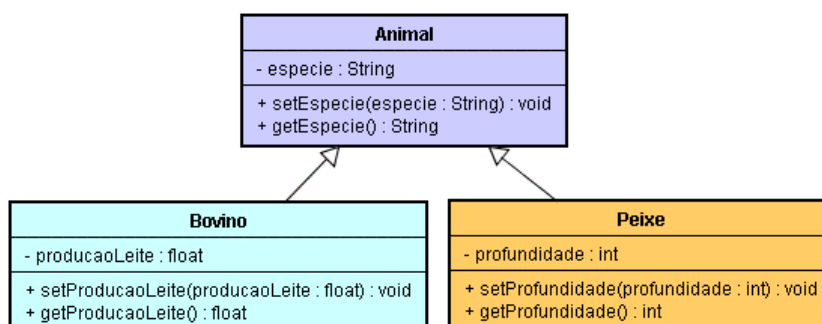 Animal
- especie : String
+ setEspecie(especie : String) : void
+ getEspecie() : String
Bovino
- producaoLeite : float
+ setProducaoLeite(producaoLeite : float) : void
+ getProducaoLeite() : float
Peixe
- profundidade : int
+ setProfundidade(profundidade : int) : void
+ getProfundidade() : int